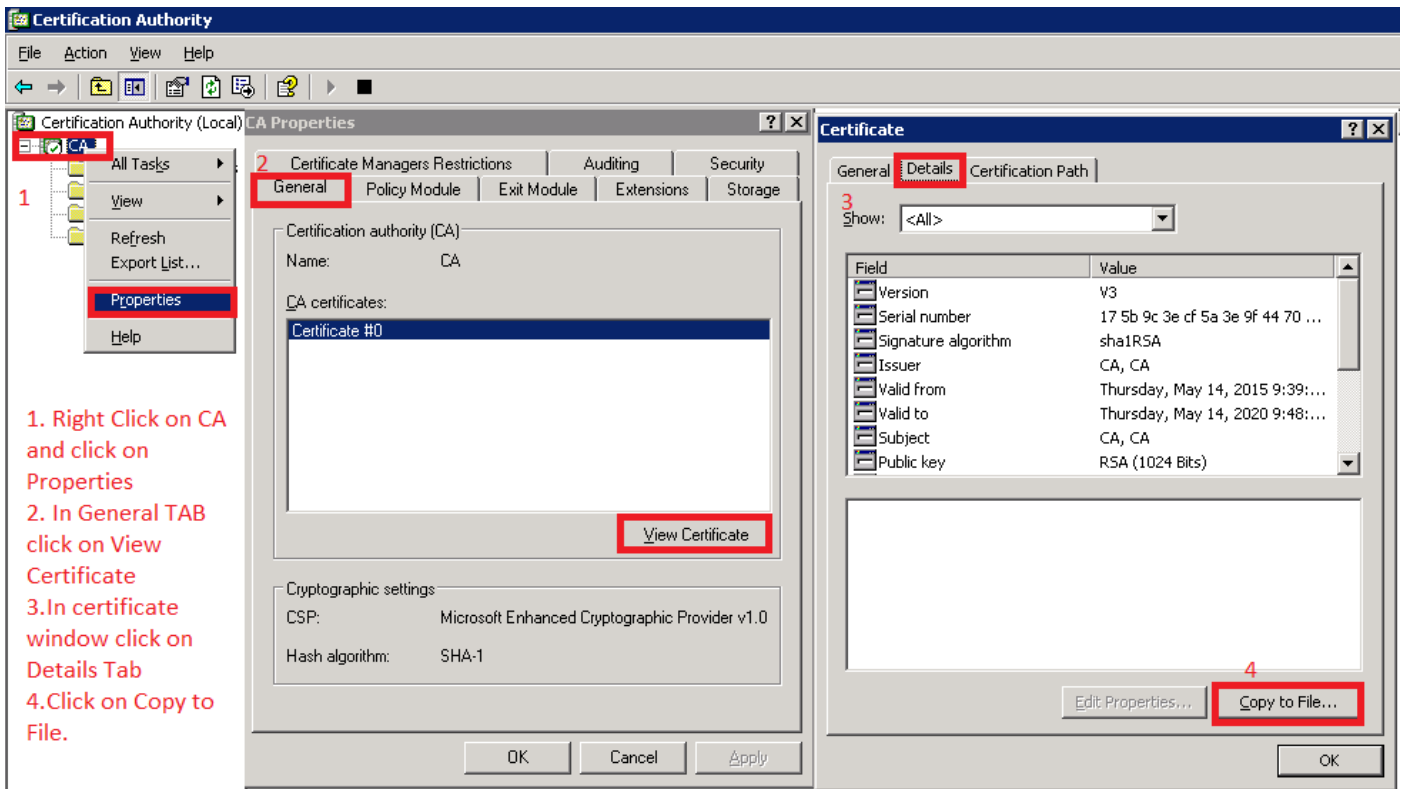 Certification Authority
File Action View Help
Certification Authority (Local)
CA
1
All Tasks
View
Refresh
Export List...
Properties
Help
1. Right Click on CA
and click on
Properties
2. In General TAB
click on View
Certificate
3.In certificate
window click on
Details Tab
4.Click on Copy to
File.
CA Properties
2
Certificate Managers Restrictions Auditing Security
General Policy Module Exit Module Extensions Storage
Certification authority (CA)
Name: CA
CA certificates:
Certificate #0
View Certificate
Cryptographic settings
CSP: Microsoft Enhanced Cryptographic Provider v1.0
Hash algorithm: SHA-1
OK Cancel Apply
Certificate
General Details Certification Path
3
Show: <All>
Field Value
Version V3
Serial number 17 5b 9c 3e cf 5a 3e 9f 44 70 ...
Signature algorithm sha1RSA
Issuer CA, CA
Valid from Thursday, May 14, 2015 9:39:...
Valid to Thursday, May 14, 2020 9:48:...
Subject CA, CA
Public key RSA (1024 Bits)
4
Edit Properties... Copy to File...
OK